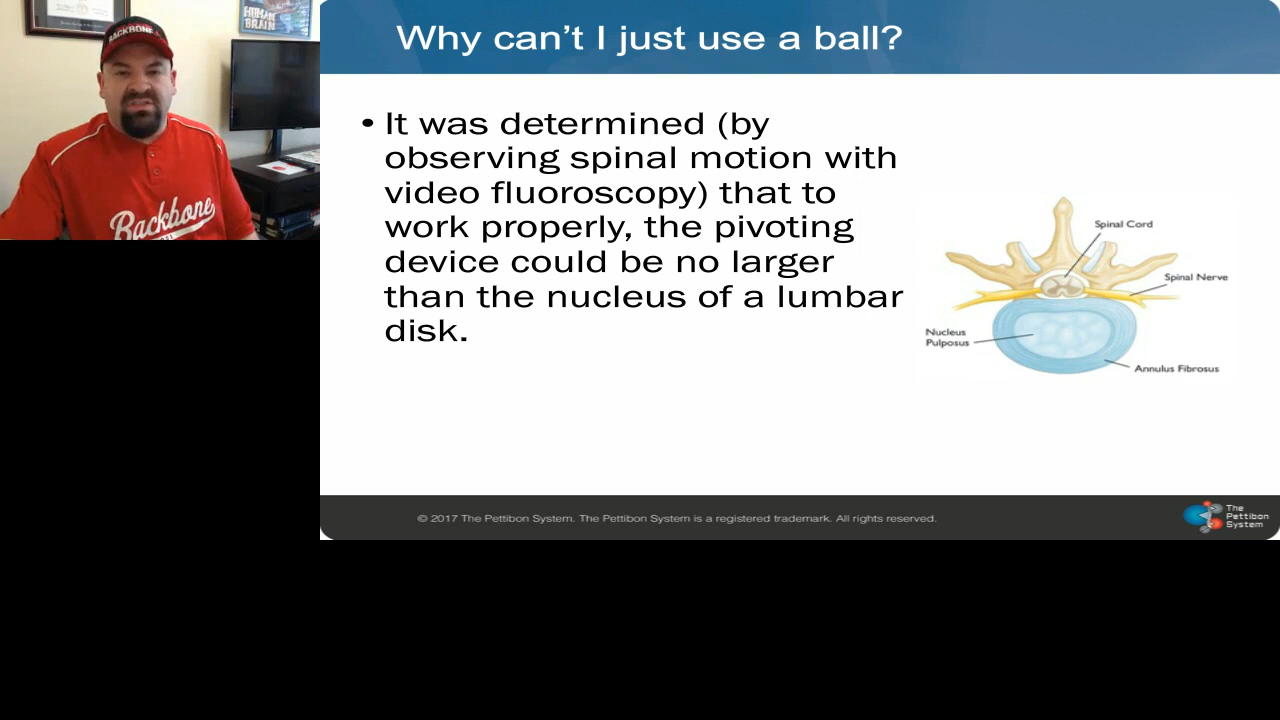 HUMAN
BRAIN
BACKBONE
Backbone
Why can't I just use a ball?
• It was determined (by
observing spinal motion with
video fluoroscopy) that to
work properly, the pivoting
device could be no larger
than the nucleus of a lumbar
disk.
Spinal Cord
Spinal Nerve
Nucleus
Pulposus
Annulus Fibrosus
© 2017 The Pettibon System. The Pettibon System is a registered trademark. All rights reserved.
The
Pettibon
System